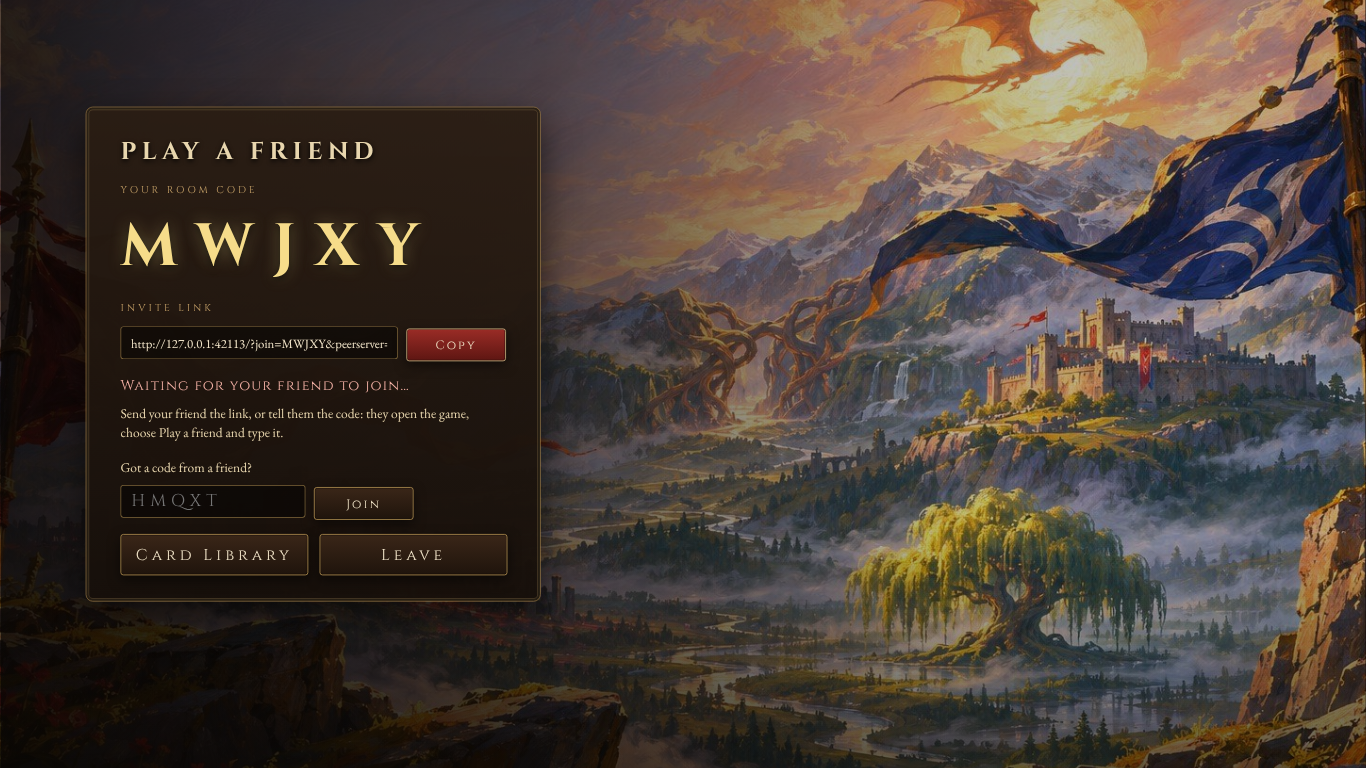 PLAY A FRIEND
YOUR ROOM CODE
MWJXY
INVITE LINK
http://127.0.0.1:42113/?join=MWJXY&peerserver=
Copy
Waiting for your friend to join…
Send your friend the link, or tell them the code: they open the game,
choose Play a friend and type it.
Got a code from a friend?
HMQXT
Join
Card Library
Leave